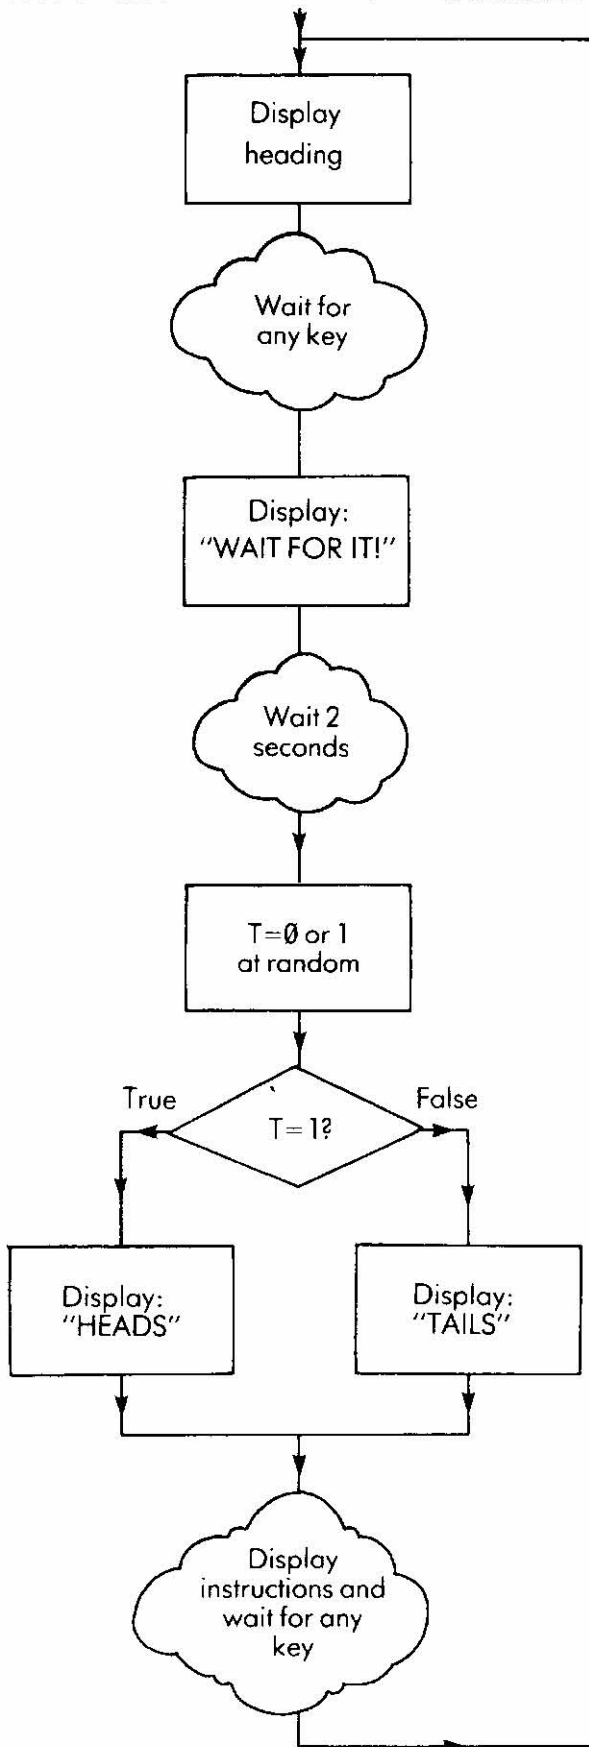 Display
heading
Wait for
any key
Display:
"WAIT FOR IT!"
Wait 2
seconds
T=Ø or 1
at random
True
False
T=1?
Display:
"HEADS"
Display:
"TAILS"
Display
instructions and
wait for any
key